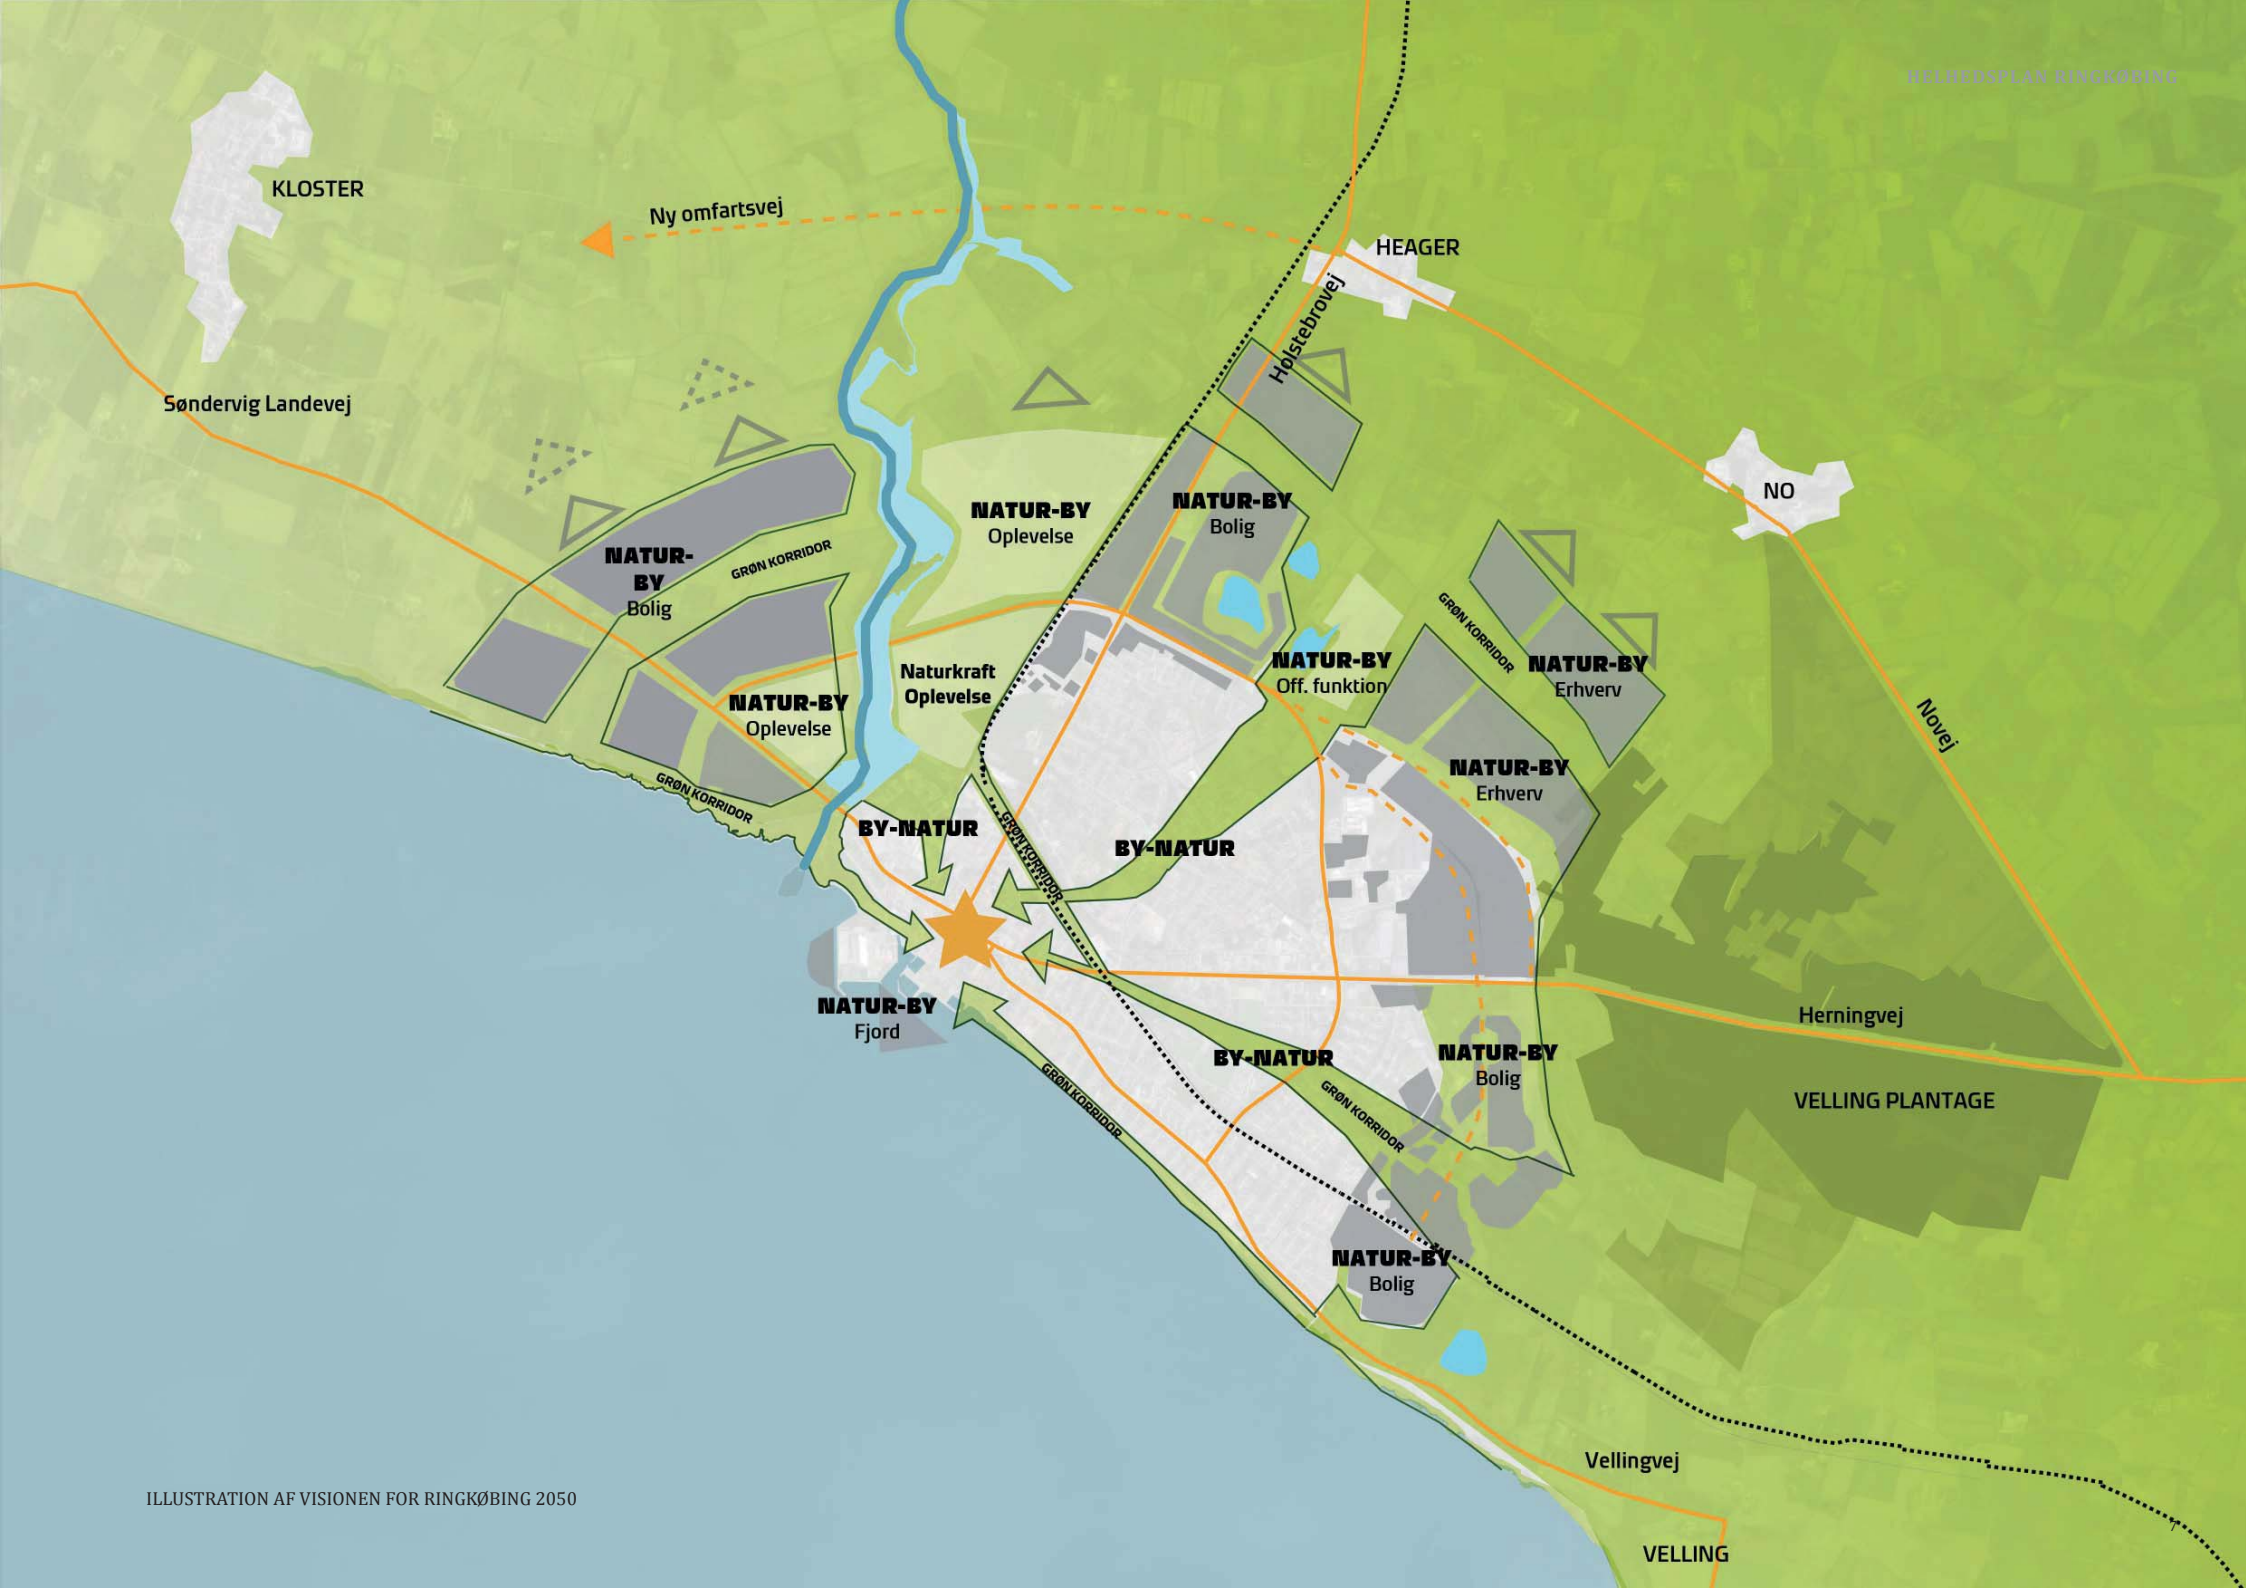 HELHEDSPLAN RINGKØBING
KLOSTER
Ny omfartsvej
HEAGER
Holstebrovej
Søndervig Landevej
NO
NATUR-BY
Oplevelse
NATUR-BY
Bolig
NATUR-
BY
Bolig
GRØN KORRIDOR
GRØN KORRIDOR
NATUR-BY
Erhverv
Naturkraft
Oplevelse
NATUR-BY
Off. funktion
NATUR-BY
Oplevelse
Novej
NATUR-BY
Erhverv
GRØN KORRIDOR
BY-NATUR
GRØN KORRIDOR
BY-NATUR
NATUR-BY
Fjord
Herningvej
BY-NATUR
NATUR-BY
Bolig
GRØN KORRIDOR
GRØN KORRIDOR
VELLING PLANTAGE
NATUR-BY
Bolig
Vellingvej
ILLUSTRATION AF VISIONEN FOR RINGKØBING 2050
7
VELLING